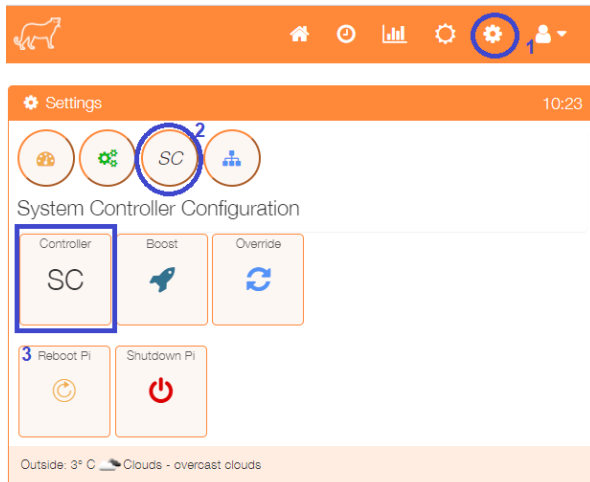 1
Settings 10:23
2
SC
System Controller Configuration
Controller Boost Override
SC
3 Reboot Pi Shutdown Pi
Outside: 3° C Clouds - overcast clouds